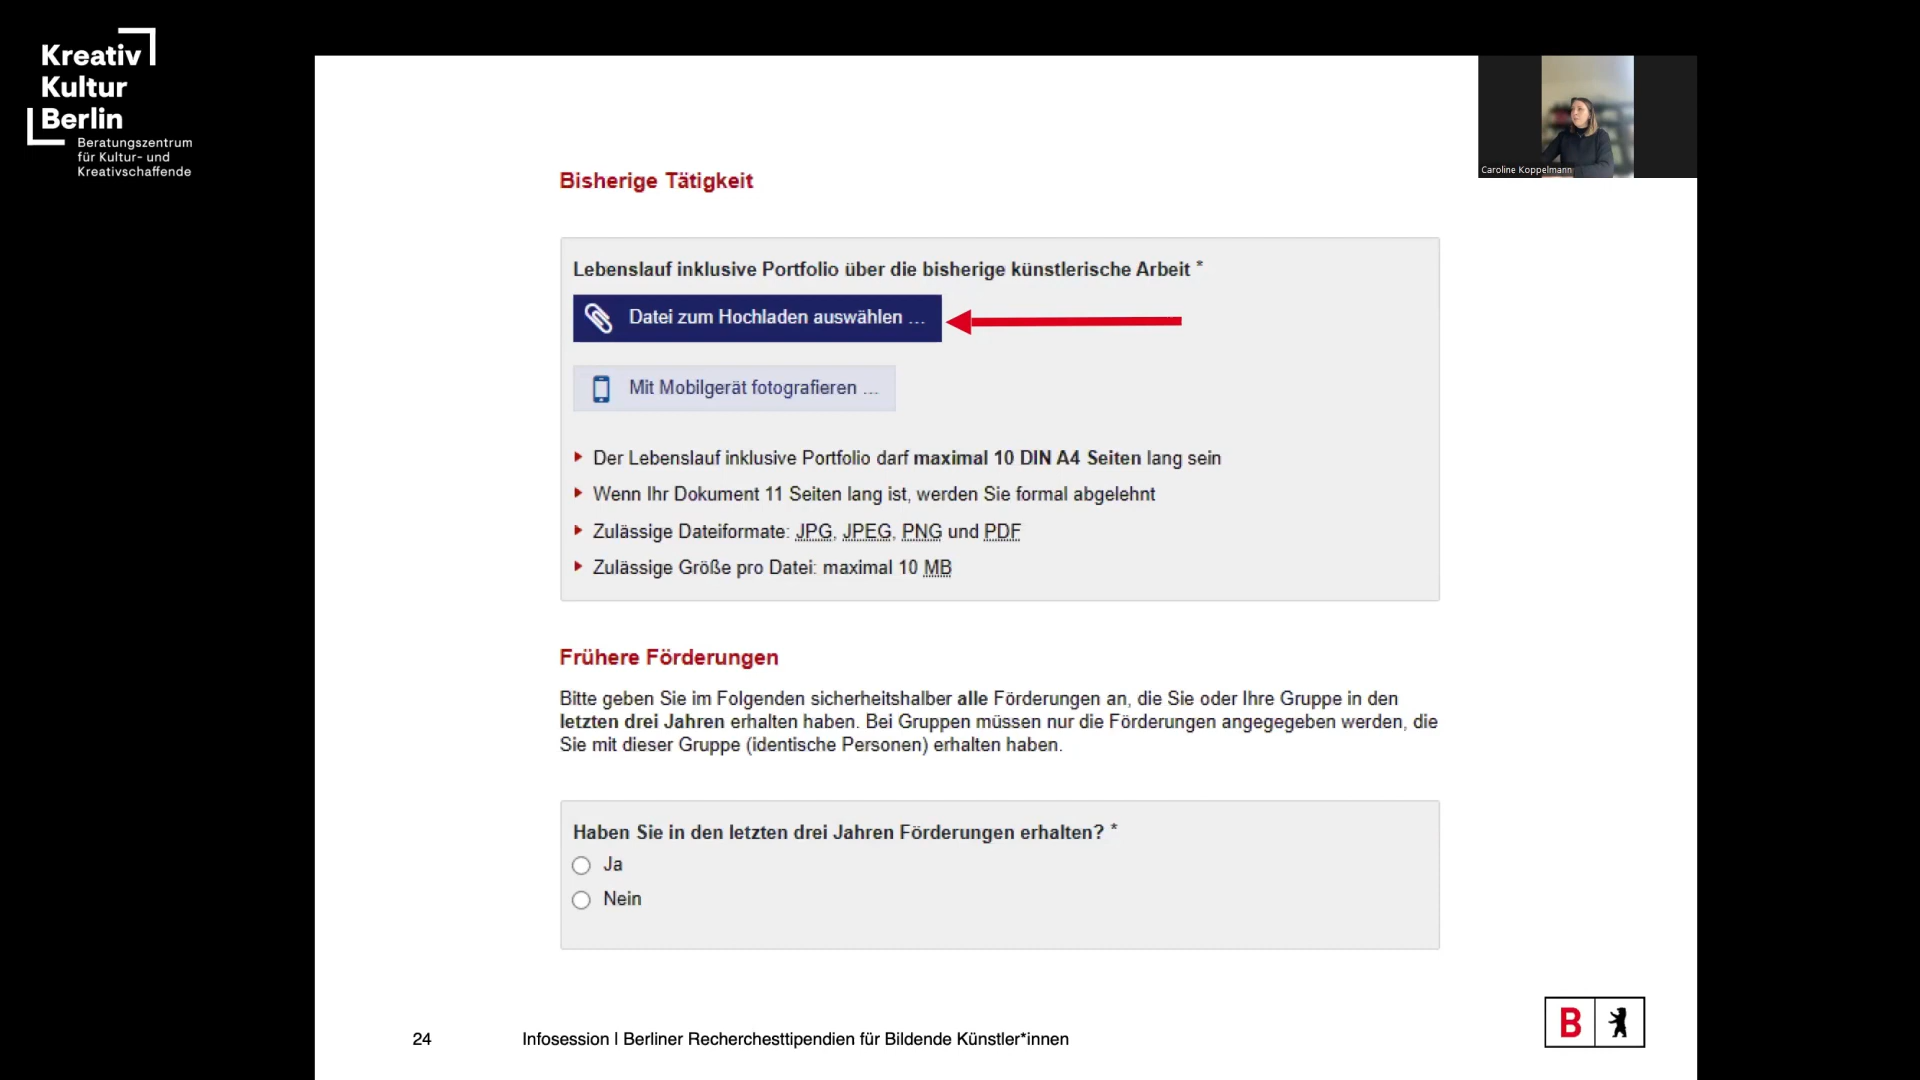 Kreativ
Kultur
Berlin
Beratungszentrum
für Kultur- und
Kreativschaffende
Caroline Koppelmann
Bisherige Tätigkeit
Lebenslauf inklusive Portfolio über die bisherige künstlerische Arbeit *
Datei zum Hochladen auswählen ...
Mit Mobilgerät fotografieren ...
Der Lebenslauf inklusive Portfolio darf maximal 10 DIN A4 Seiten lang sein
Wenn Ihr Dokument 11 Seiten lang ist, werden Sie formal abgelehnt
Zulässige Dateiformate: JPG, JPEG, PNG und PDF
Zulässige Größe pro Datei: maximal 10 MB
Frühere Förderungen
Bitte geben Sie im Folgenden sicherheitshalber alle Förderungen an, die Sie oder Ihre Gruppe in den
letzten drei Jahren erhalten haben. Bei Gruppen müssen nur die Förderungen angegegeben werden, die
Sie mit dieser Gruppe (identische Personen) erhalten haben.
Haben Sie in den letzten drei Jahren Förderungen erhalten? *
Ja
Nein
24
Infosession | Berliner Recherchesttipendien für Bildende Künstler*innen
B